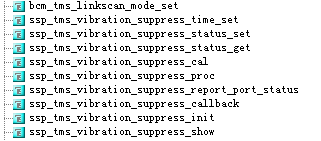 bcm_tms_linkscan_mode_set
ssp_tms_vibration_suppress_time_set
ssp_tms_vibration_suppress_status_set
ssp_tms_vibration_suppress_status_get
ssp_tms_vibration_suppress_cal
ssp_tms_vibration_suppress_proc
ssp_tms_vibration_suppress_report_port_status
ssp_tms_vibration_suppress_callback
ssp_tms_vibration_suppress_init
ssp_tms_vibration_suppress_show